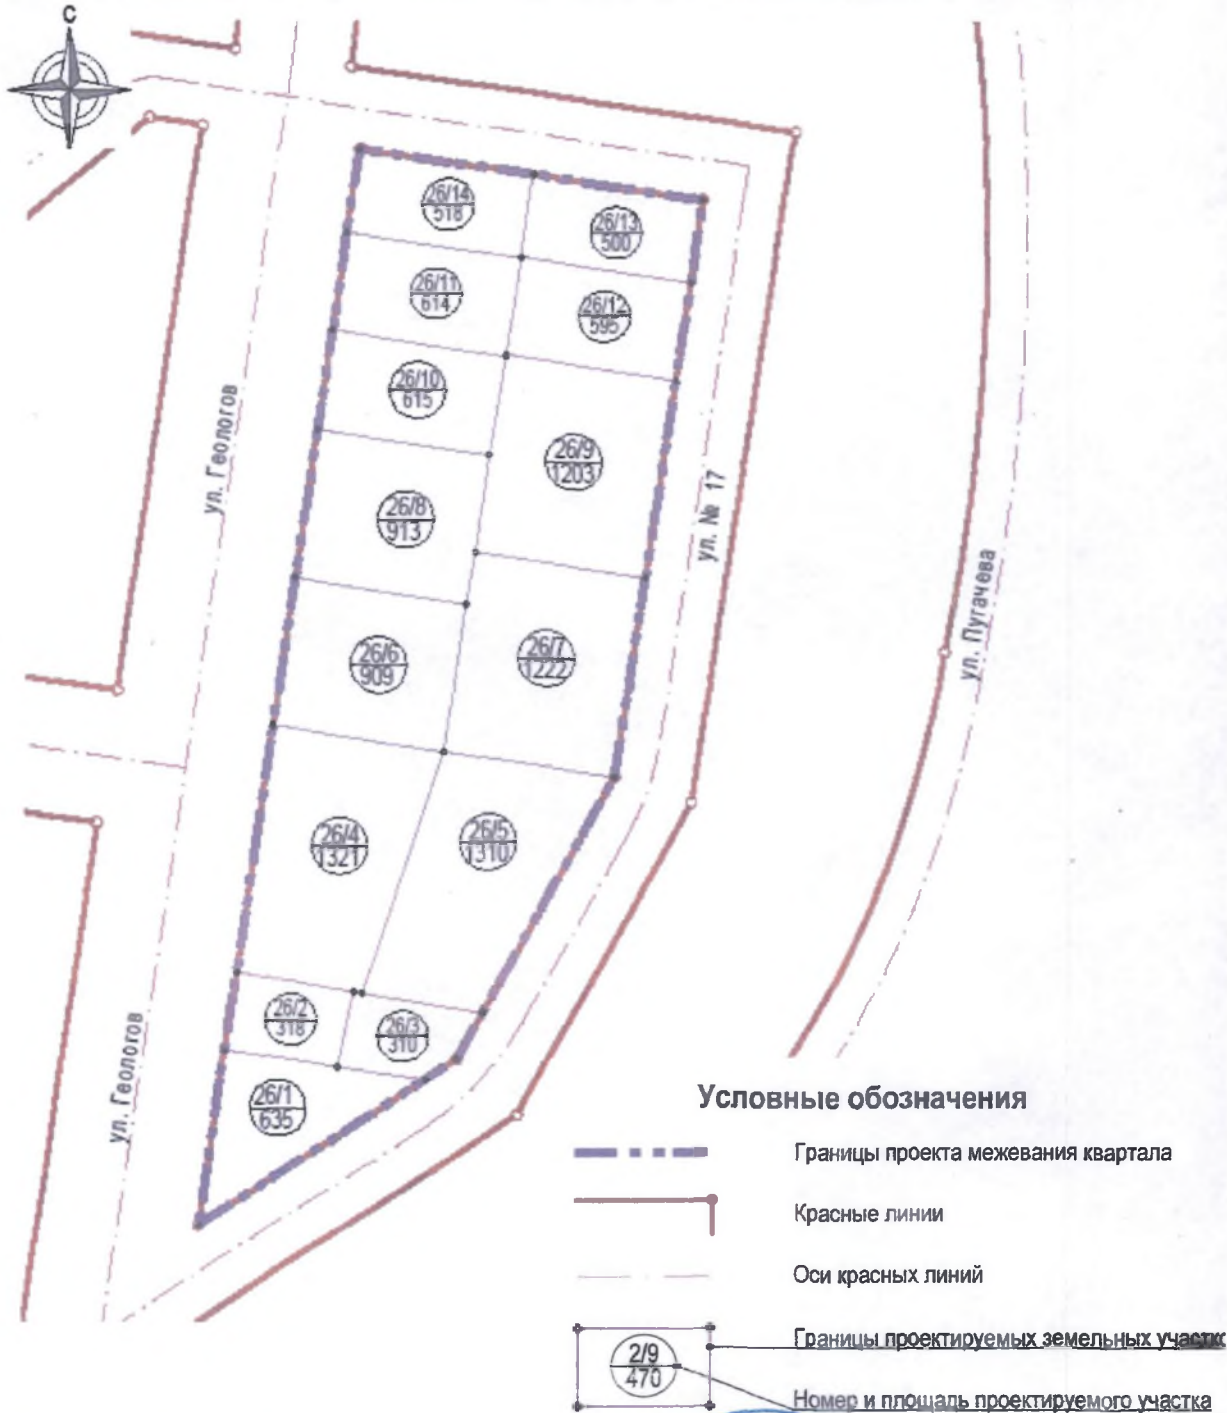 С
26/14
518
26/13
500
26/11
614
26/12
595
26/10
615
ул. Геологов
26/9
1203
26/8
913
ул. № 17
26/6
909
26/7
1222
ул. Пугачева
26/4
1321
26/5
1310
26/2
318
26/3
310
ул. Геологов
26/1
635
Условные обозначения
Границы проекта межевания квартала
Красные линии
Оси красных линий
Границы проектируемых земельных участко
2/9
470
Номер и площадь проектируемого участка